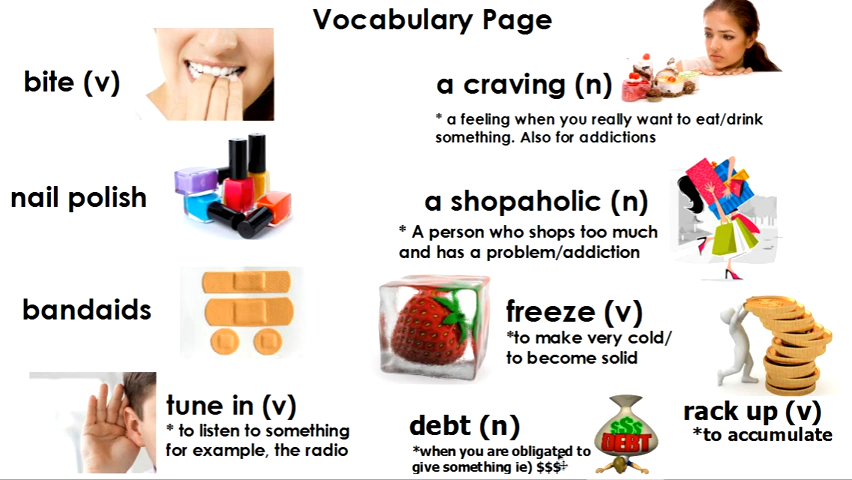 Vocabulary Page
bite (v)
a craving (n)
* a feeling when you really want to eat/drink
something. Also for addictions
nail polish
a shopaholic (n)
* A person who shops too much
and has a problem/addiction
bandaids
freeze (v)
*to make very cold/
to become solid
tune in (v)
* to listen to something
for example, the radio
debt (n)
*when you are obligated to
give something ie) $$$
$$$
DEBT
rack up (v)
*to accumulate